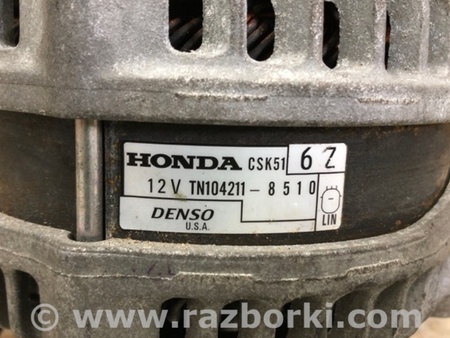 HONDA CSK51 6Z
12V TN104211-8510
DENSO
U.S.A.
LIN
www.razborki.com